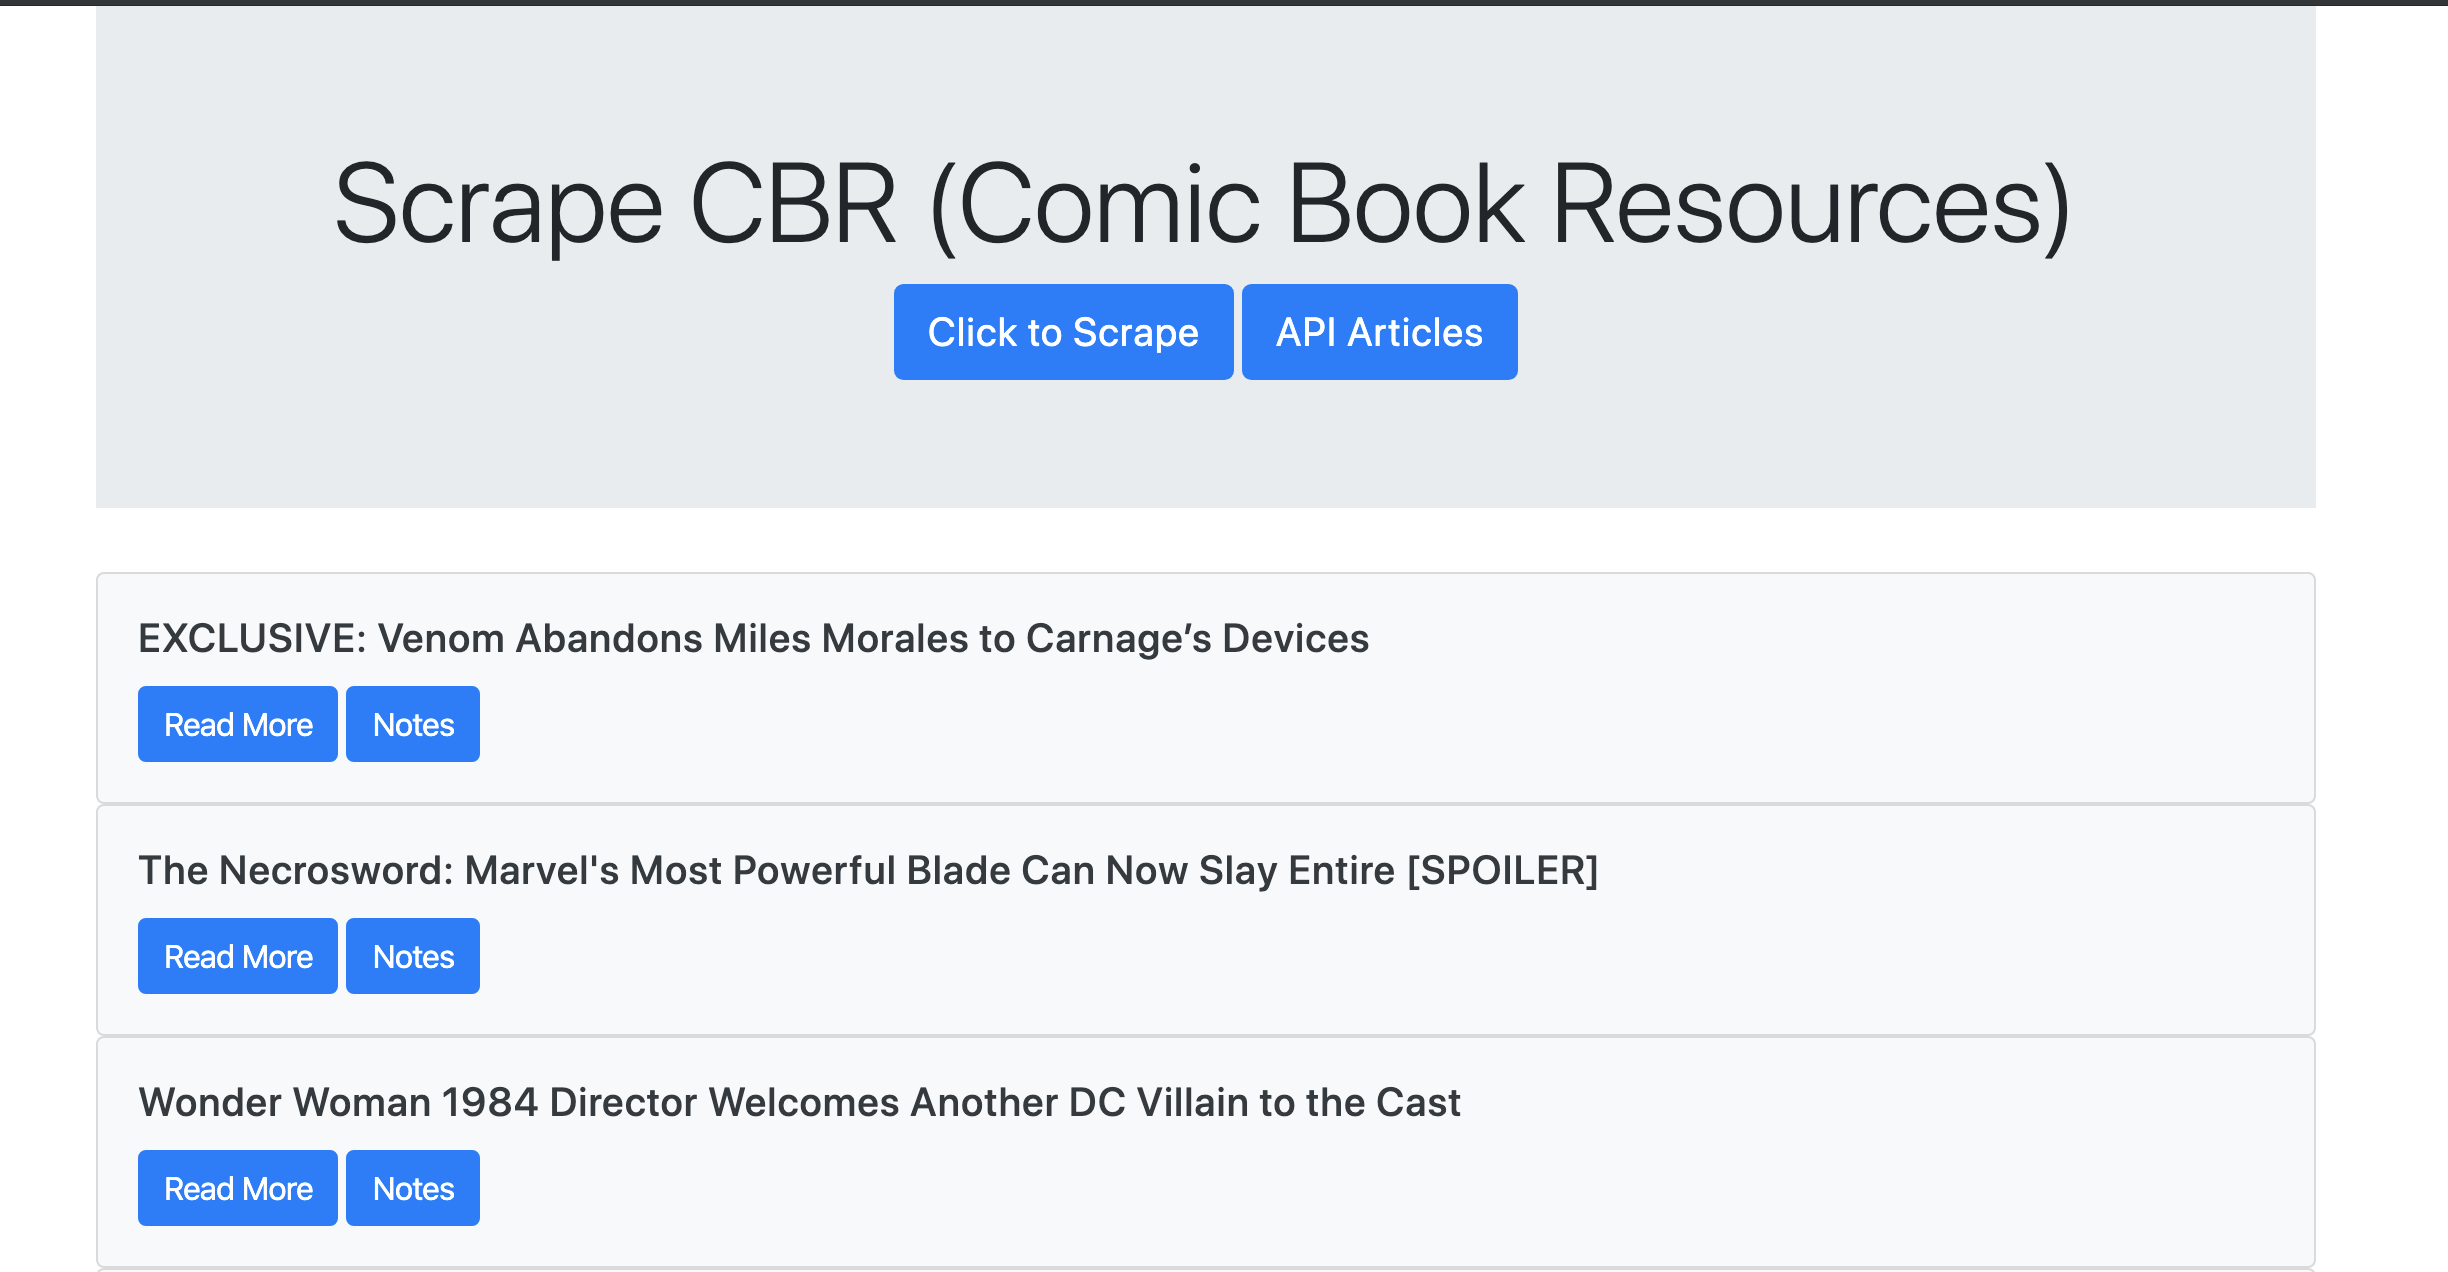 Scrape CBR (Comic Book Resources)
Click to Scrape API Articles
EXCLUSIVE: Venom Abandons Miles Morales to Carnage’s Devices
Read More Notes
The Necrosword: Marvel's Most Powerful Blade Can Now Slay Entire [SPOILER]
Read More Notes
Wonder Woman 1984 Director Welcomes Another DC Villain to the Cast
Read More Notes